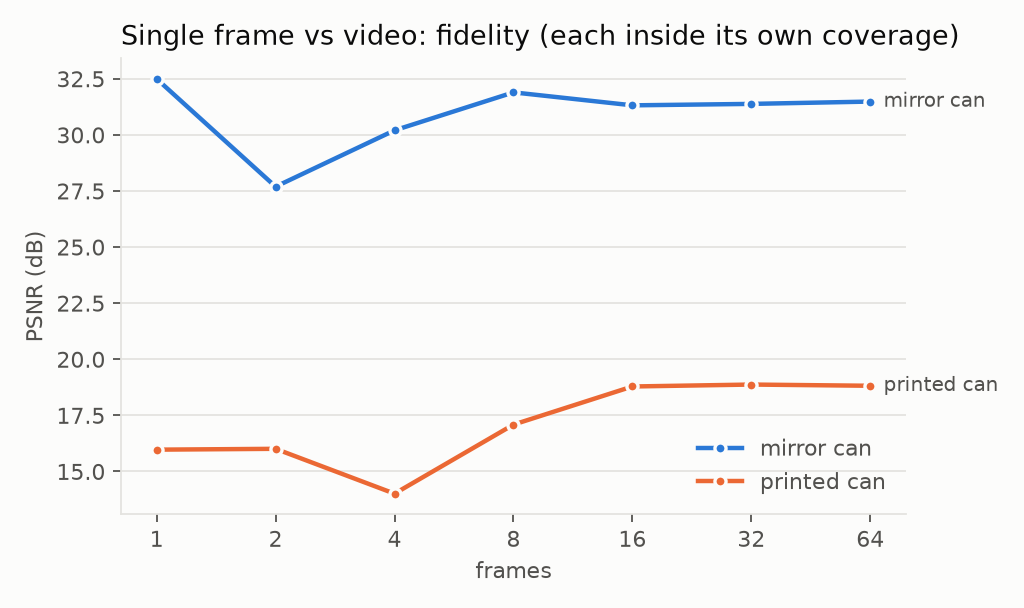 Single frame vs video: fidelity (each inside its own coverage)
PSNR (dB)
32.5
30.0
27.5
25.0
22.5
20.0
17.5
15.0
mirror can
printed can
mirror can
printed can
1 2 4 8 16 32 64
frames